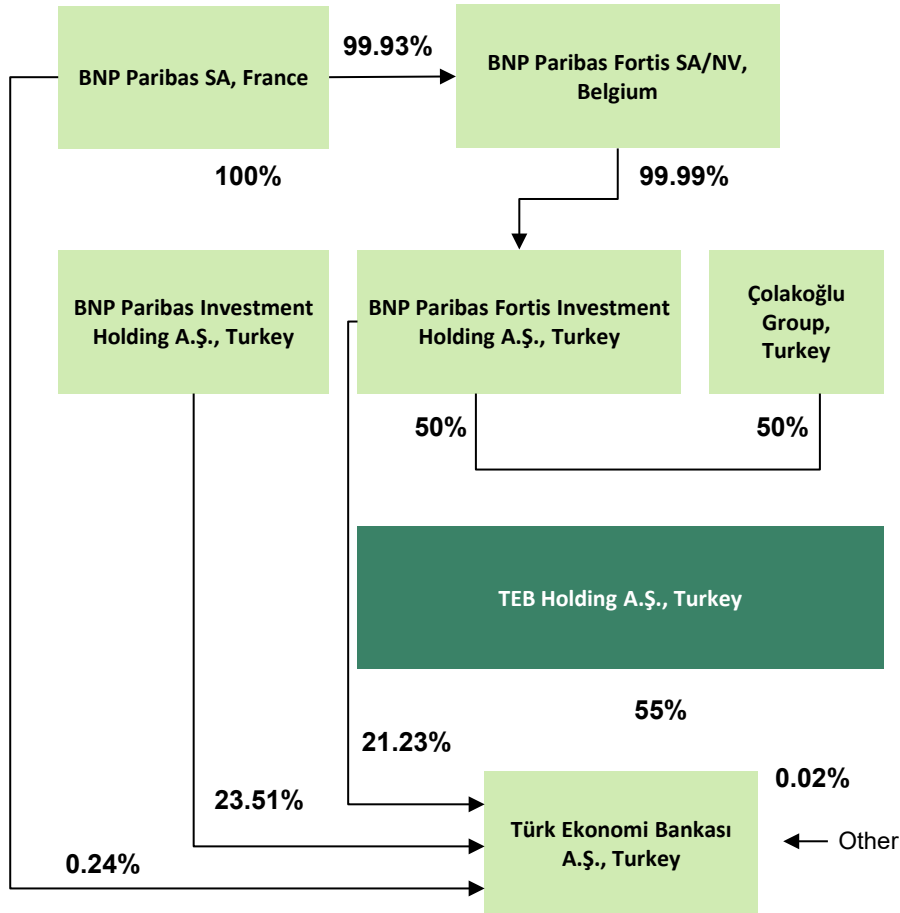 99.93%
BNP Paribas SA, France
BNP Paribas Fortis SA/NV,
Belgium
100%
99.99%
BNP Paribas Investment
Holding A.Ş., Turkey
BNP Paribas Fortis Investment
Holding A.Ş., Turkey
Çolakoğlu
Group,
Turkey
50%
50%
TEB Holding A.Ş., Turkey
55%
21.23%
0.02%
23.51%
Türk Ekonomi Bankası
A.Ş., Turkey
Other
0.24%